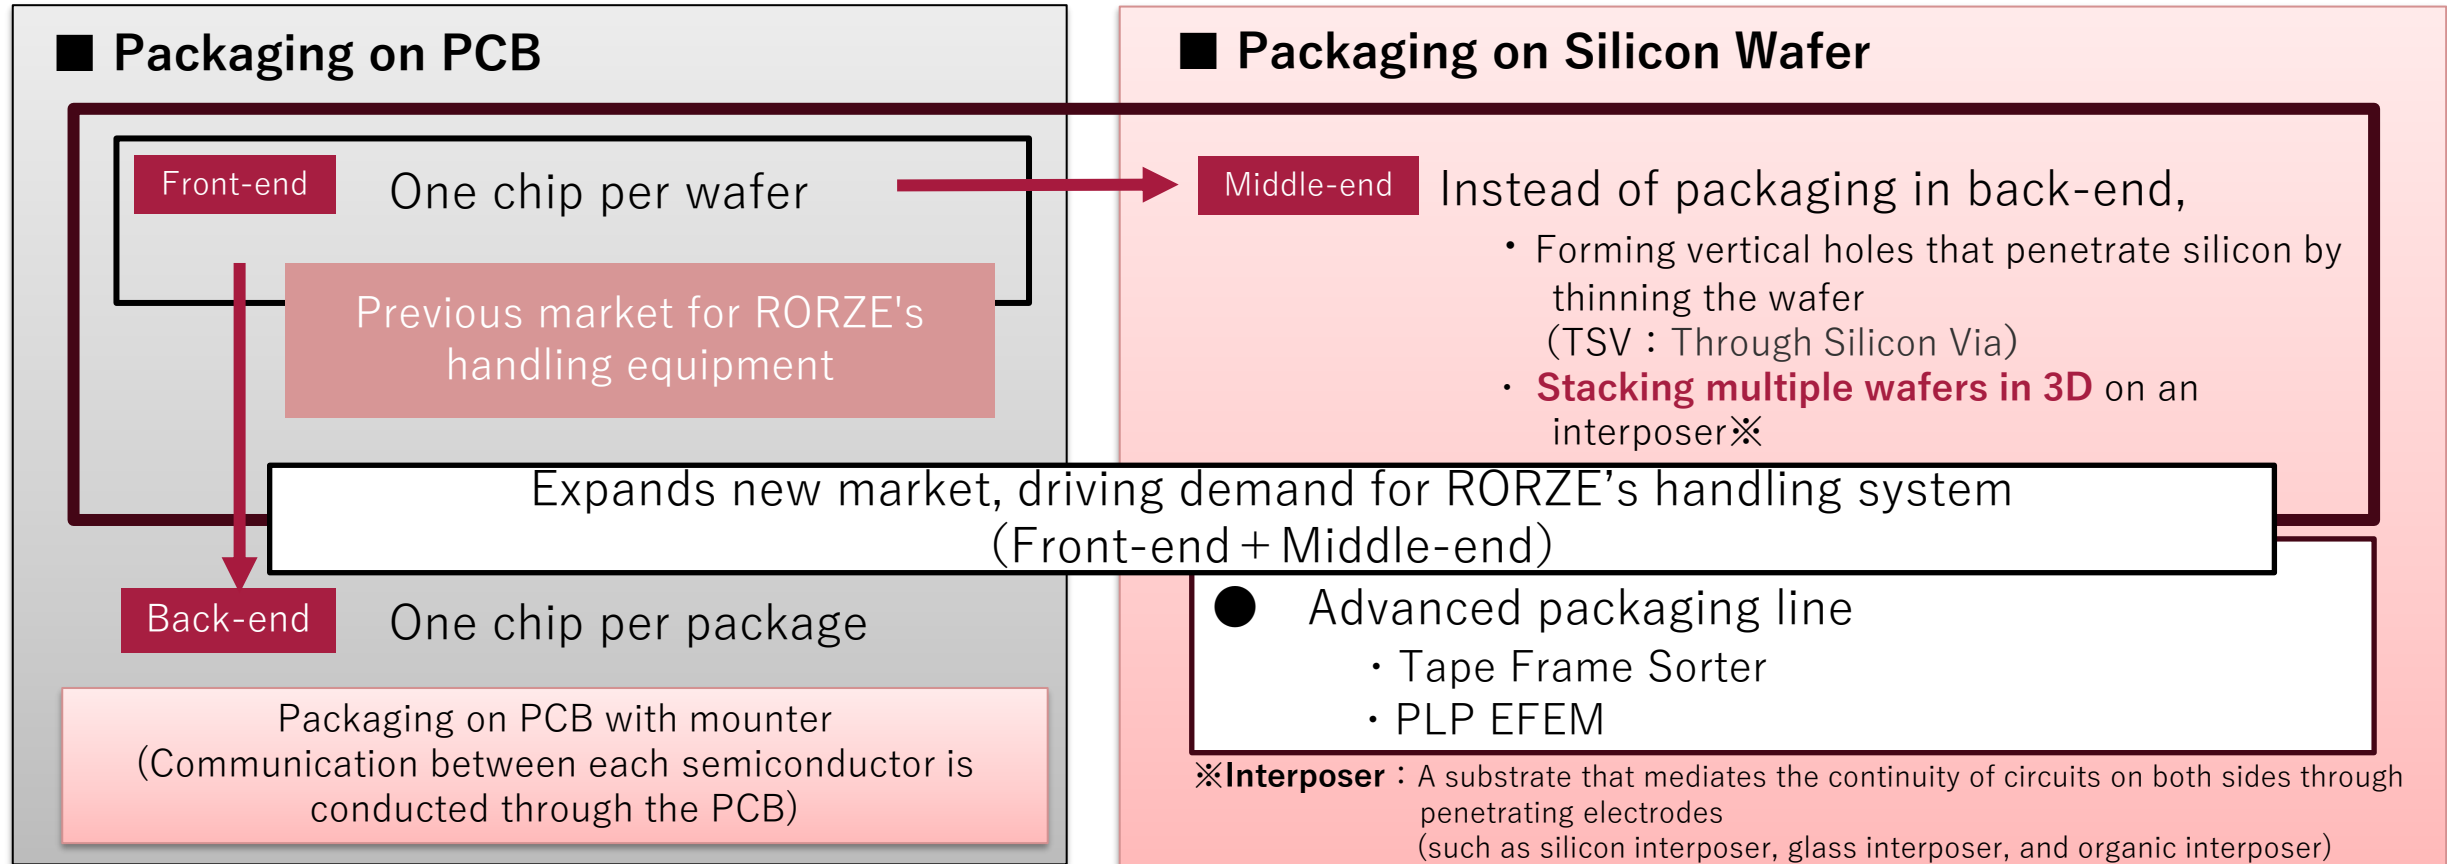 ■ Packaging on PCB
Front-end
One chip per wafer
Previous market for RORZE's
handling equipment
Back-end
One chip per package
Packaging on PCB with mounter
(Communication between each semiconductor is
conducted through the PCB)
■ Packaging on Silicon Wafer
Middle-end
Instead of packaging in back-end,
・Forming vertical holes that penetrate silicon by
thinning the wafer
(TSV：Through Silicon Via)
・Stacking multiple wafers in 3D on an
interposer※
Expands new market, driving demand for RORZE’s handling system
(Front-end＋Middle-end)
● Advanced packaging line
・Tape Frame Sorter
・PLP EFEM
※Interposer：A substrate that mediates the continuity of circuits on both sides through
penetrating electrodes
(such as silicon interposer, glass interposer, and organic interposer)